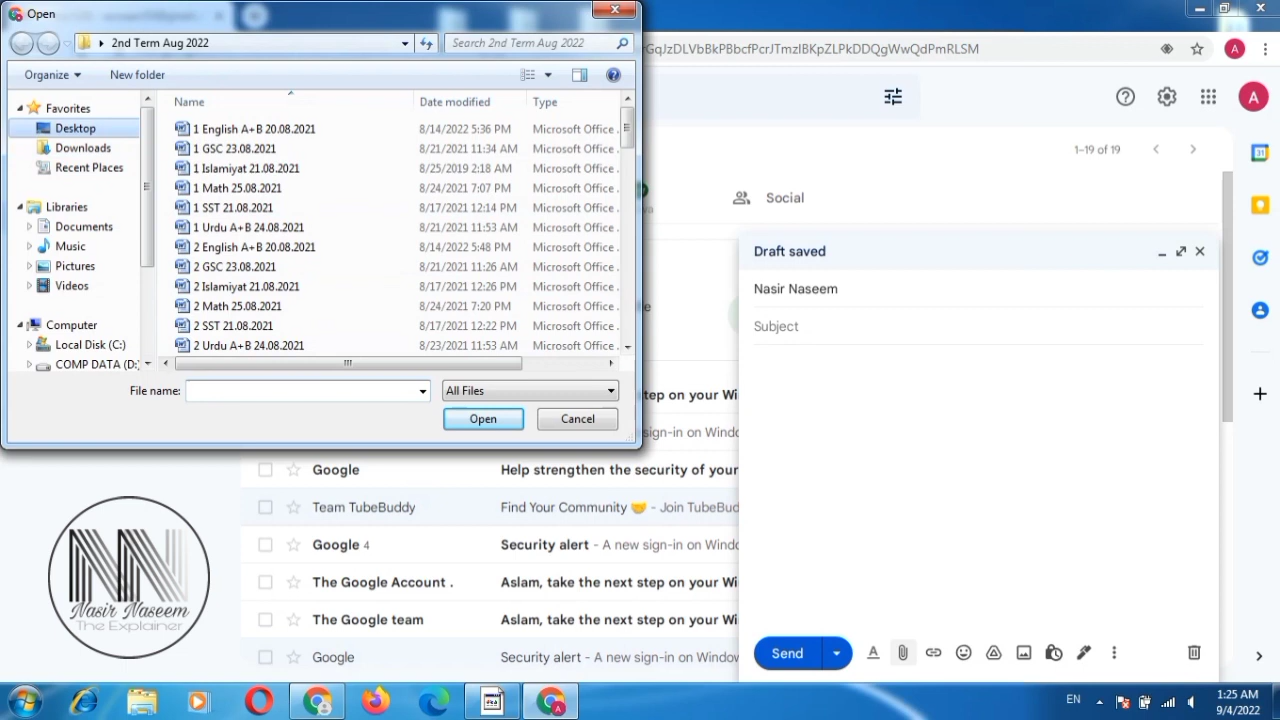 Open
2nd Term Aug 2022
Search 2nd Term Aug 2022
GqJzDLVbBkPBbcfPcrJTmzIBKpZLPkDDQgWwQdPmRLSM
A
Organize
New folder
Name
Date modified
Type
Favorites
Desktop
Downloads
Recent Places
Libraries
Documents
Music
Pictures
Videos
Computer
Local Disk (C:)
COMP DATA (D:)
1 English A+B 20.08.2021 8/14/2022 5:36 PM Microsoft Office
1 GSC 23.08.2021 8/21/2021 11:34 AM Microsoft Office
1 Islamiyat 21.08.2021 8/25/2019 2:18 AM Microsoft Office
1 Math 25.08.2021 8/24/2021 7:07 PM Microsoft Office
1 SST 21.08.2021 8/17/2021 12:14 PM Microsoft Office
1 Urdu A+B 24.08.2021 8/21/2021 11:53 AM Microsoft Office
2 English A+B 20.08.2021 8/14/2022 5:48 PM Microsoft Office
2 GSC 23.08.2021 8/21/2021 11:26 AM Microsoft Office
2 Islamiyat 21.08.2021 8/17/2021 12:26 PM Microsoft Office
2 Math 25.08.2021 8/24/2021 7:20 PM Microsoft Office
2 SST 21.08.2021 8/17/2021 12:22 PM Microsoft Office
2 Urdu A+B 24.08.2021 8/23/2021 11:53 AM Microsoft Office
File name:
All Files
Open
Cancel
A
1–19 of 19
Social
Draft saved
Nasir Naseem
Subject
Send
tep on your Wi
sign-in on Windo
Google Help strengthen the security of your
Team TubeBuddy Find Your Community 🤝 - Join TubeBud
Google 4 Security alert - A new sign-in on Windo
The Google Account . Aslam, take the next step on your Wi
The Google team Aslam, take the next step on your Wi
Google Security alert - A new sign-in on Windo
NN
Nasir Naseem
The Explainer
EN
1:25 AM
9/4/2022